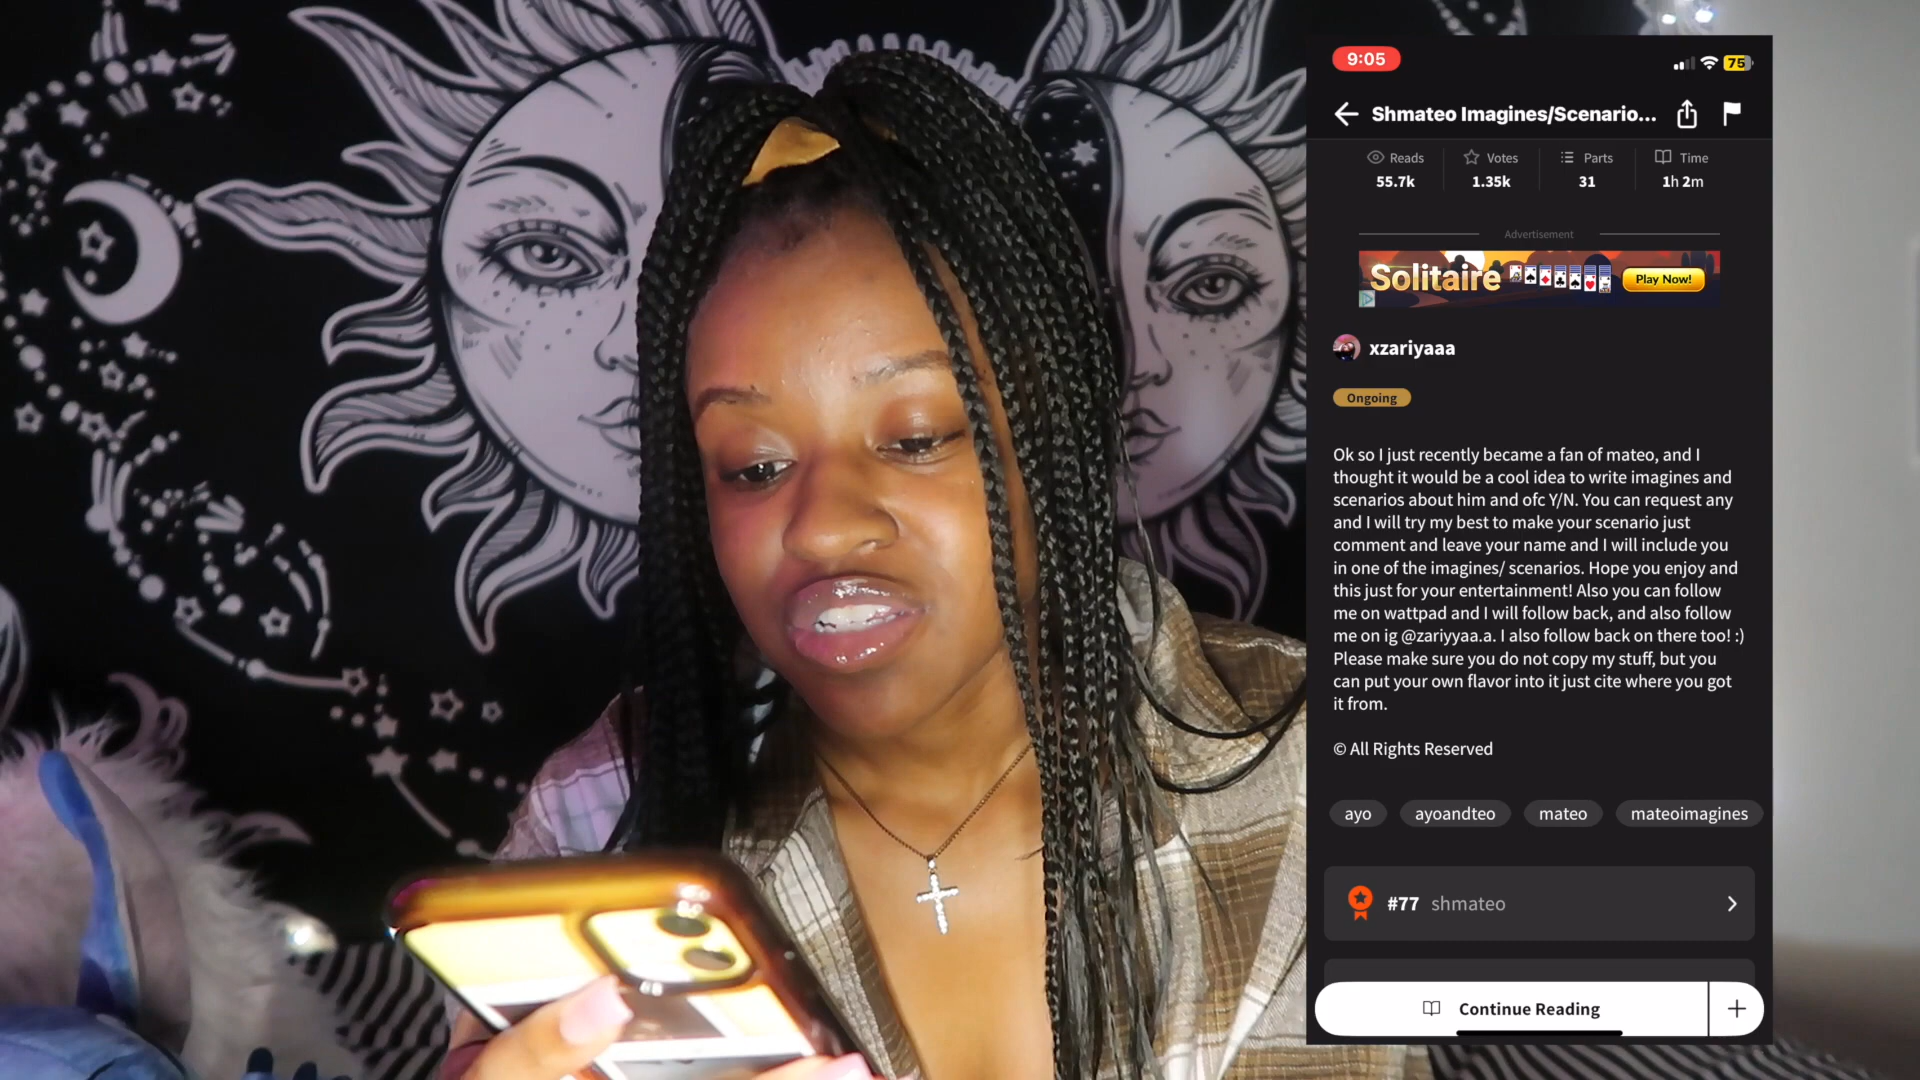 9:05
75
Shmateo Imagines/Scenario...
Reads Votes Parts Time
55.7k 1.35k 31 1h 2m
Advertisement
Solitaire Play Now!
xzariyaaa
Ongoing
Ok so I just recently became a fan of mateo, and I
thought it would be a cool idea to write imagines and
scenarios about him and ofc Y/N. You can request any
and I will try my best to make your scenario just
comment and leave your name and I will include you
in one of the imagines/ scenarios. Hope you enjoy and
this just for your entertainment! Also you can follow
me on wattpad and I will follow back, and also follow
me on ig @zariyyaa.a. I also follow back on there too! :)
Please make sure you do not copy my stuff, but you
can put your own flavor into it just cite where you got
it from.
© All Rights Reserved
ayo ayoandteo mateo mateoimagines
#77 shmateo
Continue Reading